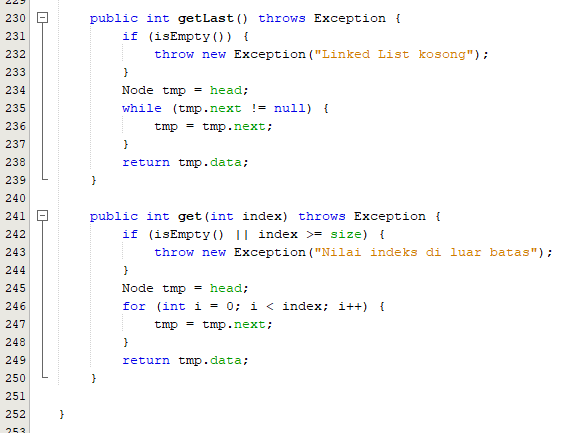 229
230 public int getLast() throws Exception {
231 if (isEmpty()) {
232 throw new Exception("Linked List kosong");
233 }
234 Node tmp = head;
235 while (tmp.next != null) {
236 tmp = tmp.next;
237 }
238 return tmp.data;
239 }
240
241 public int get(int index) throws Exception {
242 if (isEmpty() || index >= size) {
243 throw new Exception("Nilai indeks di luar batas");
244 }
245 Node tmp = head;
246 for (int i = 0; i < index; i++) {
247 tmp = tmp.next;
248 }
249 return tmp.data;
250 }
251
252 }
253